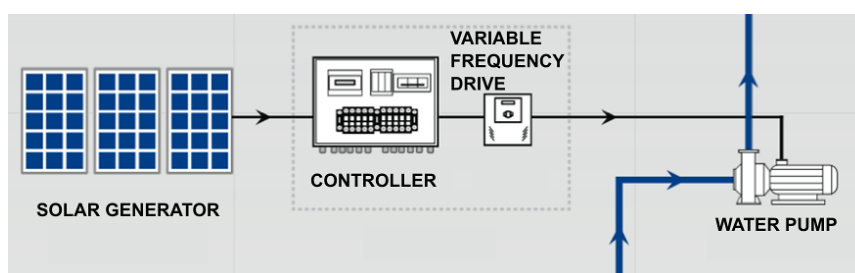 VARIABLE
FREQUENCY
DRIVE
CONTROLLER
SOLAR GENERATOR
WATER PUMP